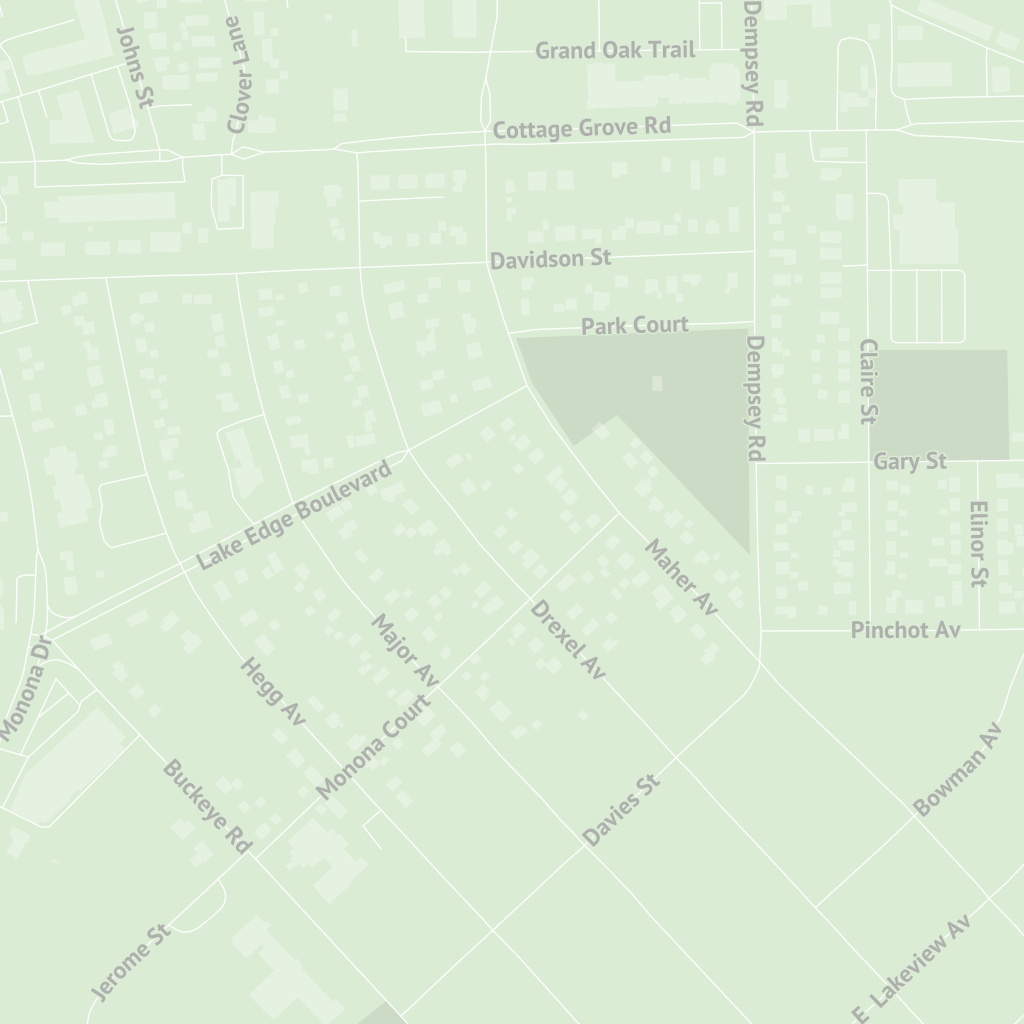 Johns St
Clover Lane
Grand Oak Trail
Dempsey Rd
Cottage Grove Rd
Davidson St
Park Court
Dempsey Rd
Claire St
Gary St
Lake Edge Boulevard
Elinor St
Maher Av
Drexel Av
Major Av
Pinchot Av
Monona Dr
Hegg Av
Monona Court
Buckeye Rd
Davies St
Bowman Av
Jerome St
E Lakeview Av